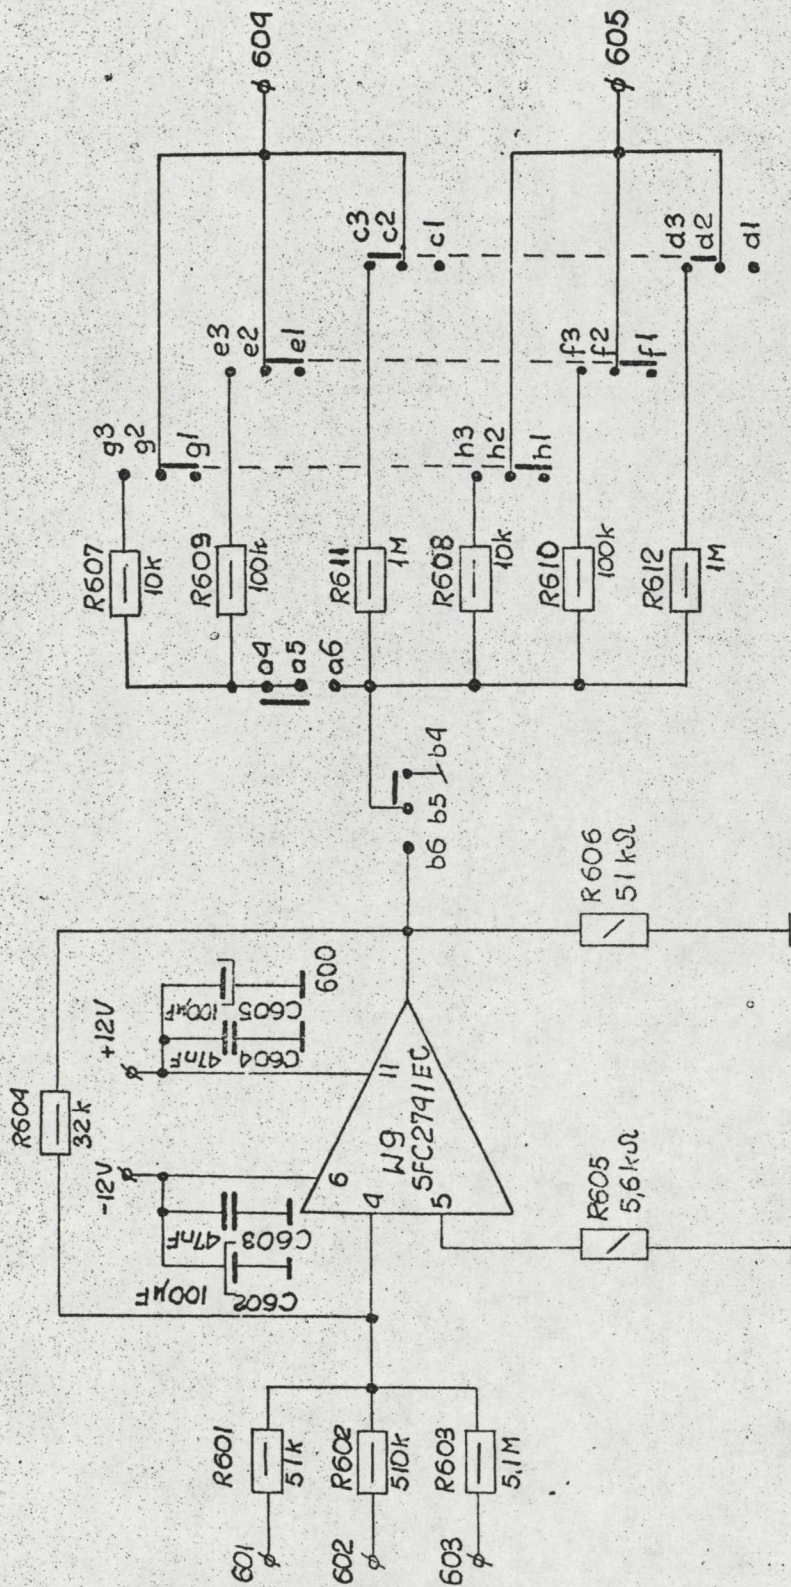 601
602
603
R601
51k
R602
510k
R603
5,1M
R604
32k
-12V
+12V
100µF
C602
47nF
C603
47nF
C604
100µF
C605
600
6
4
5
11
W9
SFC2741EC
R605
5,6kΩ
R606
51kΩ
b6 b5 b4
a4
a5
a6
R607
10k
R609
100k
R611
1M
R608
10k
R610
100k
R612
1M
g3
g2
g1
e3
e2
e1
c3
c2
c1
h3
h2
h1
f3
f2
f1
d3
d2
d1
604
605